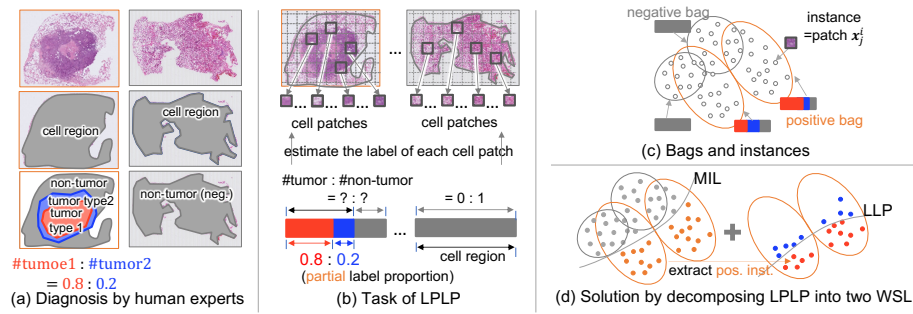 cell region
non-tumor
tumor type2
tumor
type 1
non-tumor (neg.)
#tumoe1 : #tumor2
= 0.8 : 0.2
(a) Diagnosis by human experts
...
... ...
... ...
cell patches
cell patches
estimate the label of each cell patch
#tumor : #non-tumor
= ? : ?
= 0 : 1
...
cell region
0.8 : 0.2
(partial label proportion)
(b) Task of LPLP
negative bag
instance
=patch x_j^i
positive bag
(c) Bags and instances
MIL
LLP
extract pos. inst.
(d) Solution by decomposing LPLP into two WSL